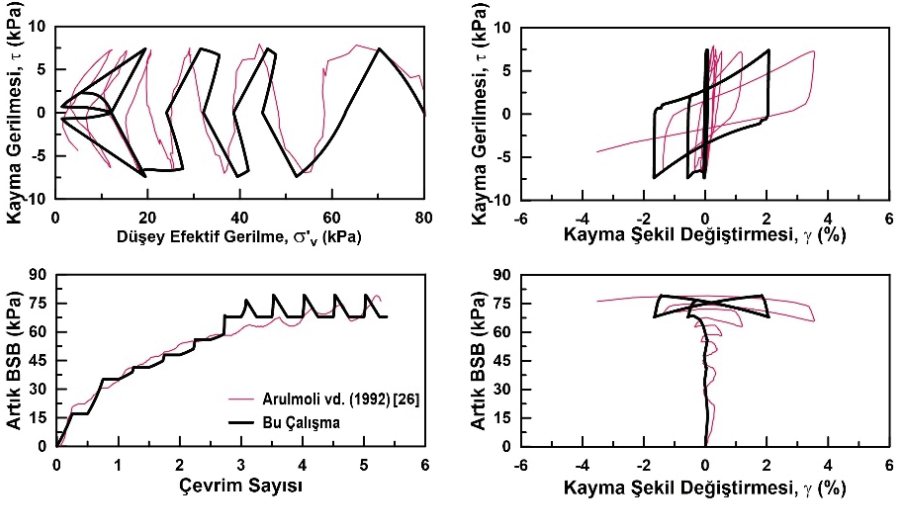 10
5
0
-5
-10
Kayma Gerilmesi, τ (kPa)
0 20 40 60 80
Düşey Efektif Gerilme, σ'v (kPa)
10
5
0
-5
-10
Kayma Gerilmesi, τ (kPa)
-6 -4 -2 0 2 4 6
Kayma Şekil Değiştirmesi, γ (%)
90
75
60
45
30
15
0
Artık BSB (kPa)
Arulmoli vd. (1992) [26]
Bu Çalışma
0 1 2 3 4 5 6
Çevrim Sayısı
90
75
60
45
30
15
0
Artık BSB (kPa)
-6 -4 -2 0 2 4 6
Kayma Şekil Değiştirmesi, γ (%)